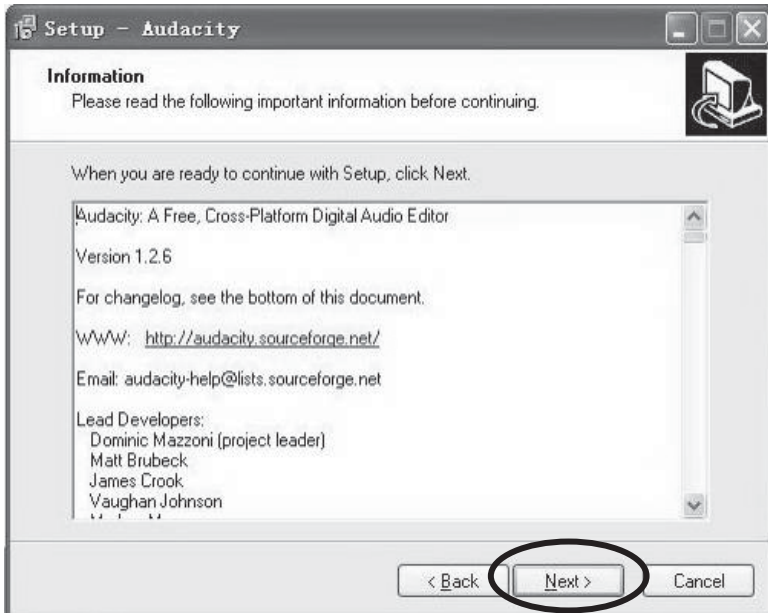 Setup - Audacity
Information
Please read the following important information before continuing.
When you are ready to continue with Setup, click Next.
Audacity: A Free, Cross-Platform Digital Audio Editor
Version 1.2.6
For changelog, see the bottom of this document.
WWW: http://audacity.sourceforge.net/
Email: audacity-help@lists.sourceforge.net
Lead Developers:
Dominic Mazzoni (project leader)
Matt Brubeck
James Crook
Vaughan Johnson
< Back
Next >
Cancel